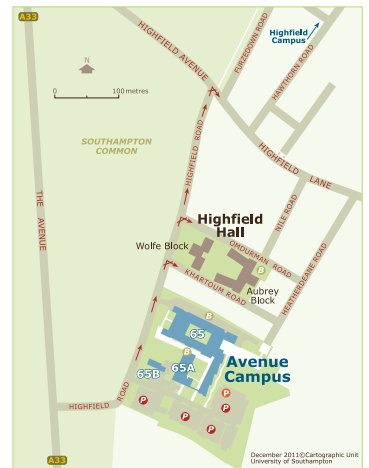 A33
HIGHFIELD AVENUE
FURZEDOWN ROAD
Highfield
Campus
HAWTHORN ROAD
N
0 100 metres
SOUTHAMPTON
COMMON
HIGHFIELD ROAD
HIGHFIELD LANE
THE AVENUE
Highfield
Hall
NILE ROAD
Wolfe Block
OMDURMAN ROAD
B
KHARTOUM ROAD
Aubrey
Block
HEATHERDEANE ROAD
B
65
B
65A
65B
Avenue
Campus
P
P
P
P
P
HIGHFIELD ROAD
A33
December 2011©Cartographic Unit
University of Southampton